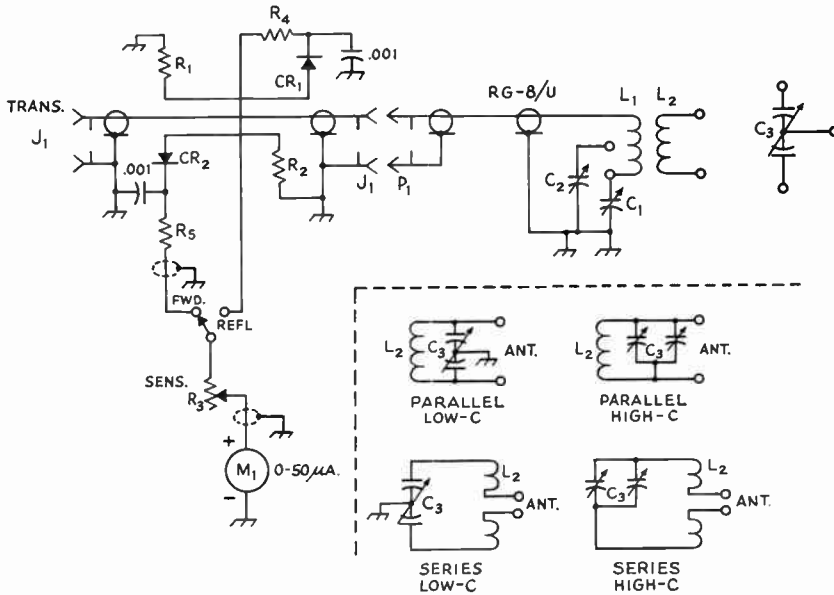 R4
R1
CR1
.001
TRANS.
J1
CR2
.001
R2
J1
P1
RG-8/U
L1
L2
C2
C1
C3
R5
FWD.
REFL
SENS.
R3
+
M1
0-50µA.
-
L2
C3
ANT.
PARALLEL
LOW-C
L2
C3
ANT.
PARALLEL
HIGH-C
C3
L2
ANT.
SERIES
LOW-C
C3
L2
ANT.
SERIES
HIGH-C